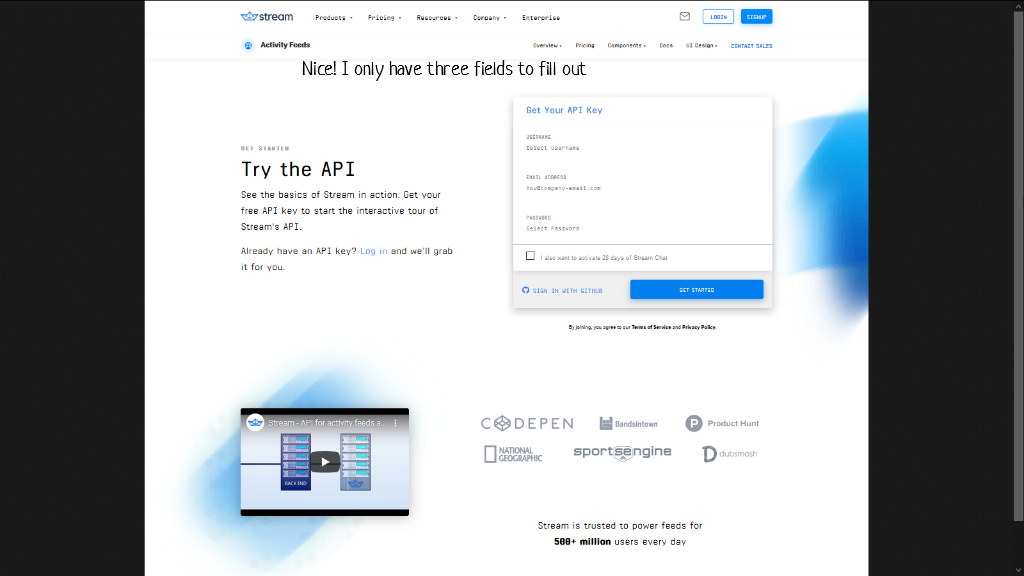 stream
Products
Pricing
Resources
Company
Enterprise
LOGIN
SIGNUP
Activity Feeds
Overview
Pricing
Components
Docs
UI Design
CONTACT SALES
Nice! I only have three fields to fill out
GET STARTED
Try the API
See the basics of Stream in action. Get your
free API key to start the interactive tour of
Stream's API.
Already have an API key? Log in and we'll grab
it for you.
Get Your API Key
USERNAME
Select Username
EMAIL ADDRESS
You@company-email.com
PASSWORD
Select Password
I also want to activate 28 days of Stream Chat
SIGN IN WITH GITHUB
GET STARTED
By joining, you agree to our Terms of Service and Privacy Policy.
Stream - API for activity feeds a...
BACK END
CODEPEN
Bandsintown
P Product Hunt
NATIONAL
GEOGRAPHIC
sportsengine
dubsmash
Stream is trusted to power feeds for
500+ million users every day